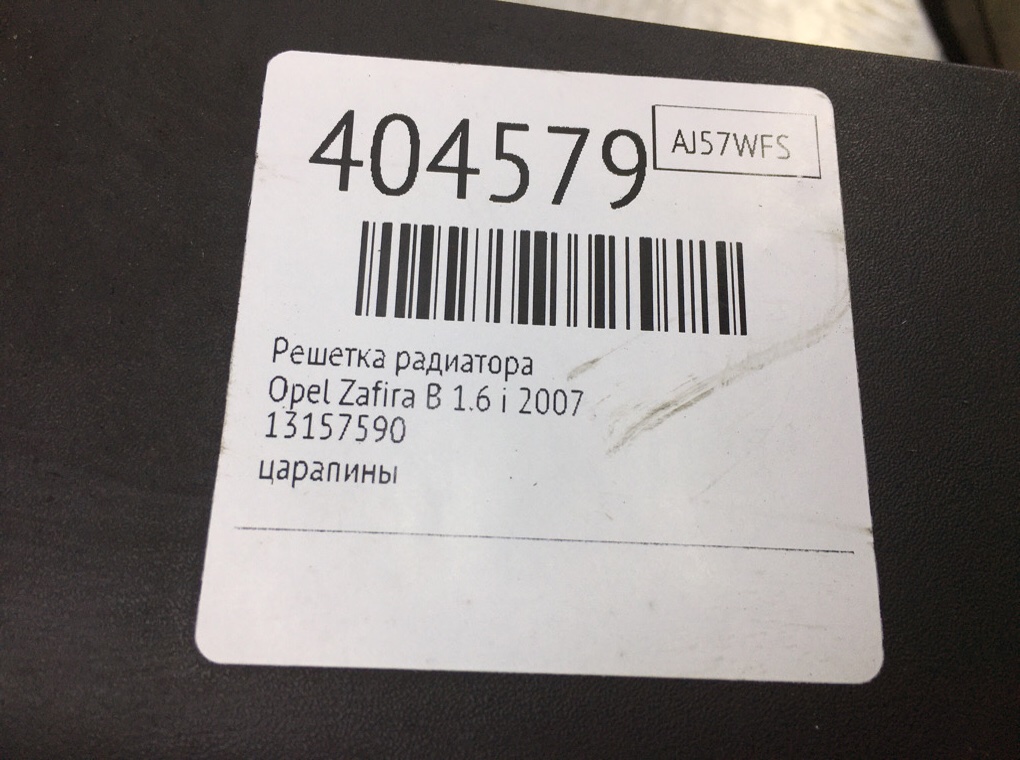 404579
AJ57WFS
Решетка радиатора
Opel Zafira B 1.6 i 2007
13157590
царапины